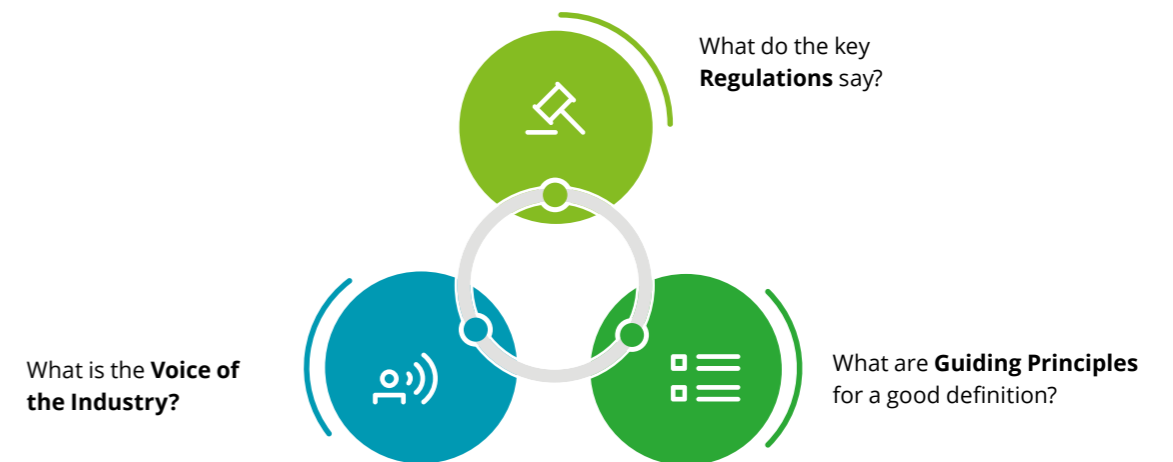 What do the key
Regulations say?
What is the Voice of
the Industry?
What are Guiding Principles
for a good definition?